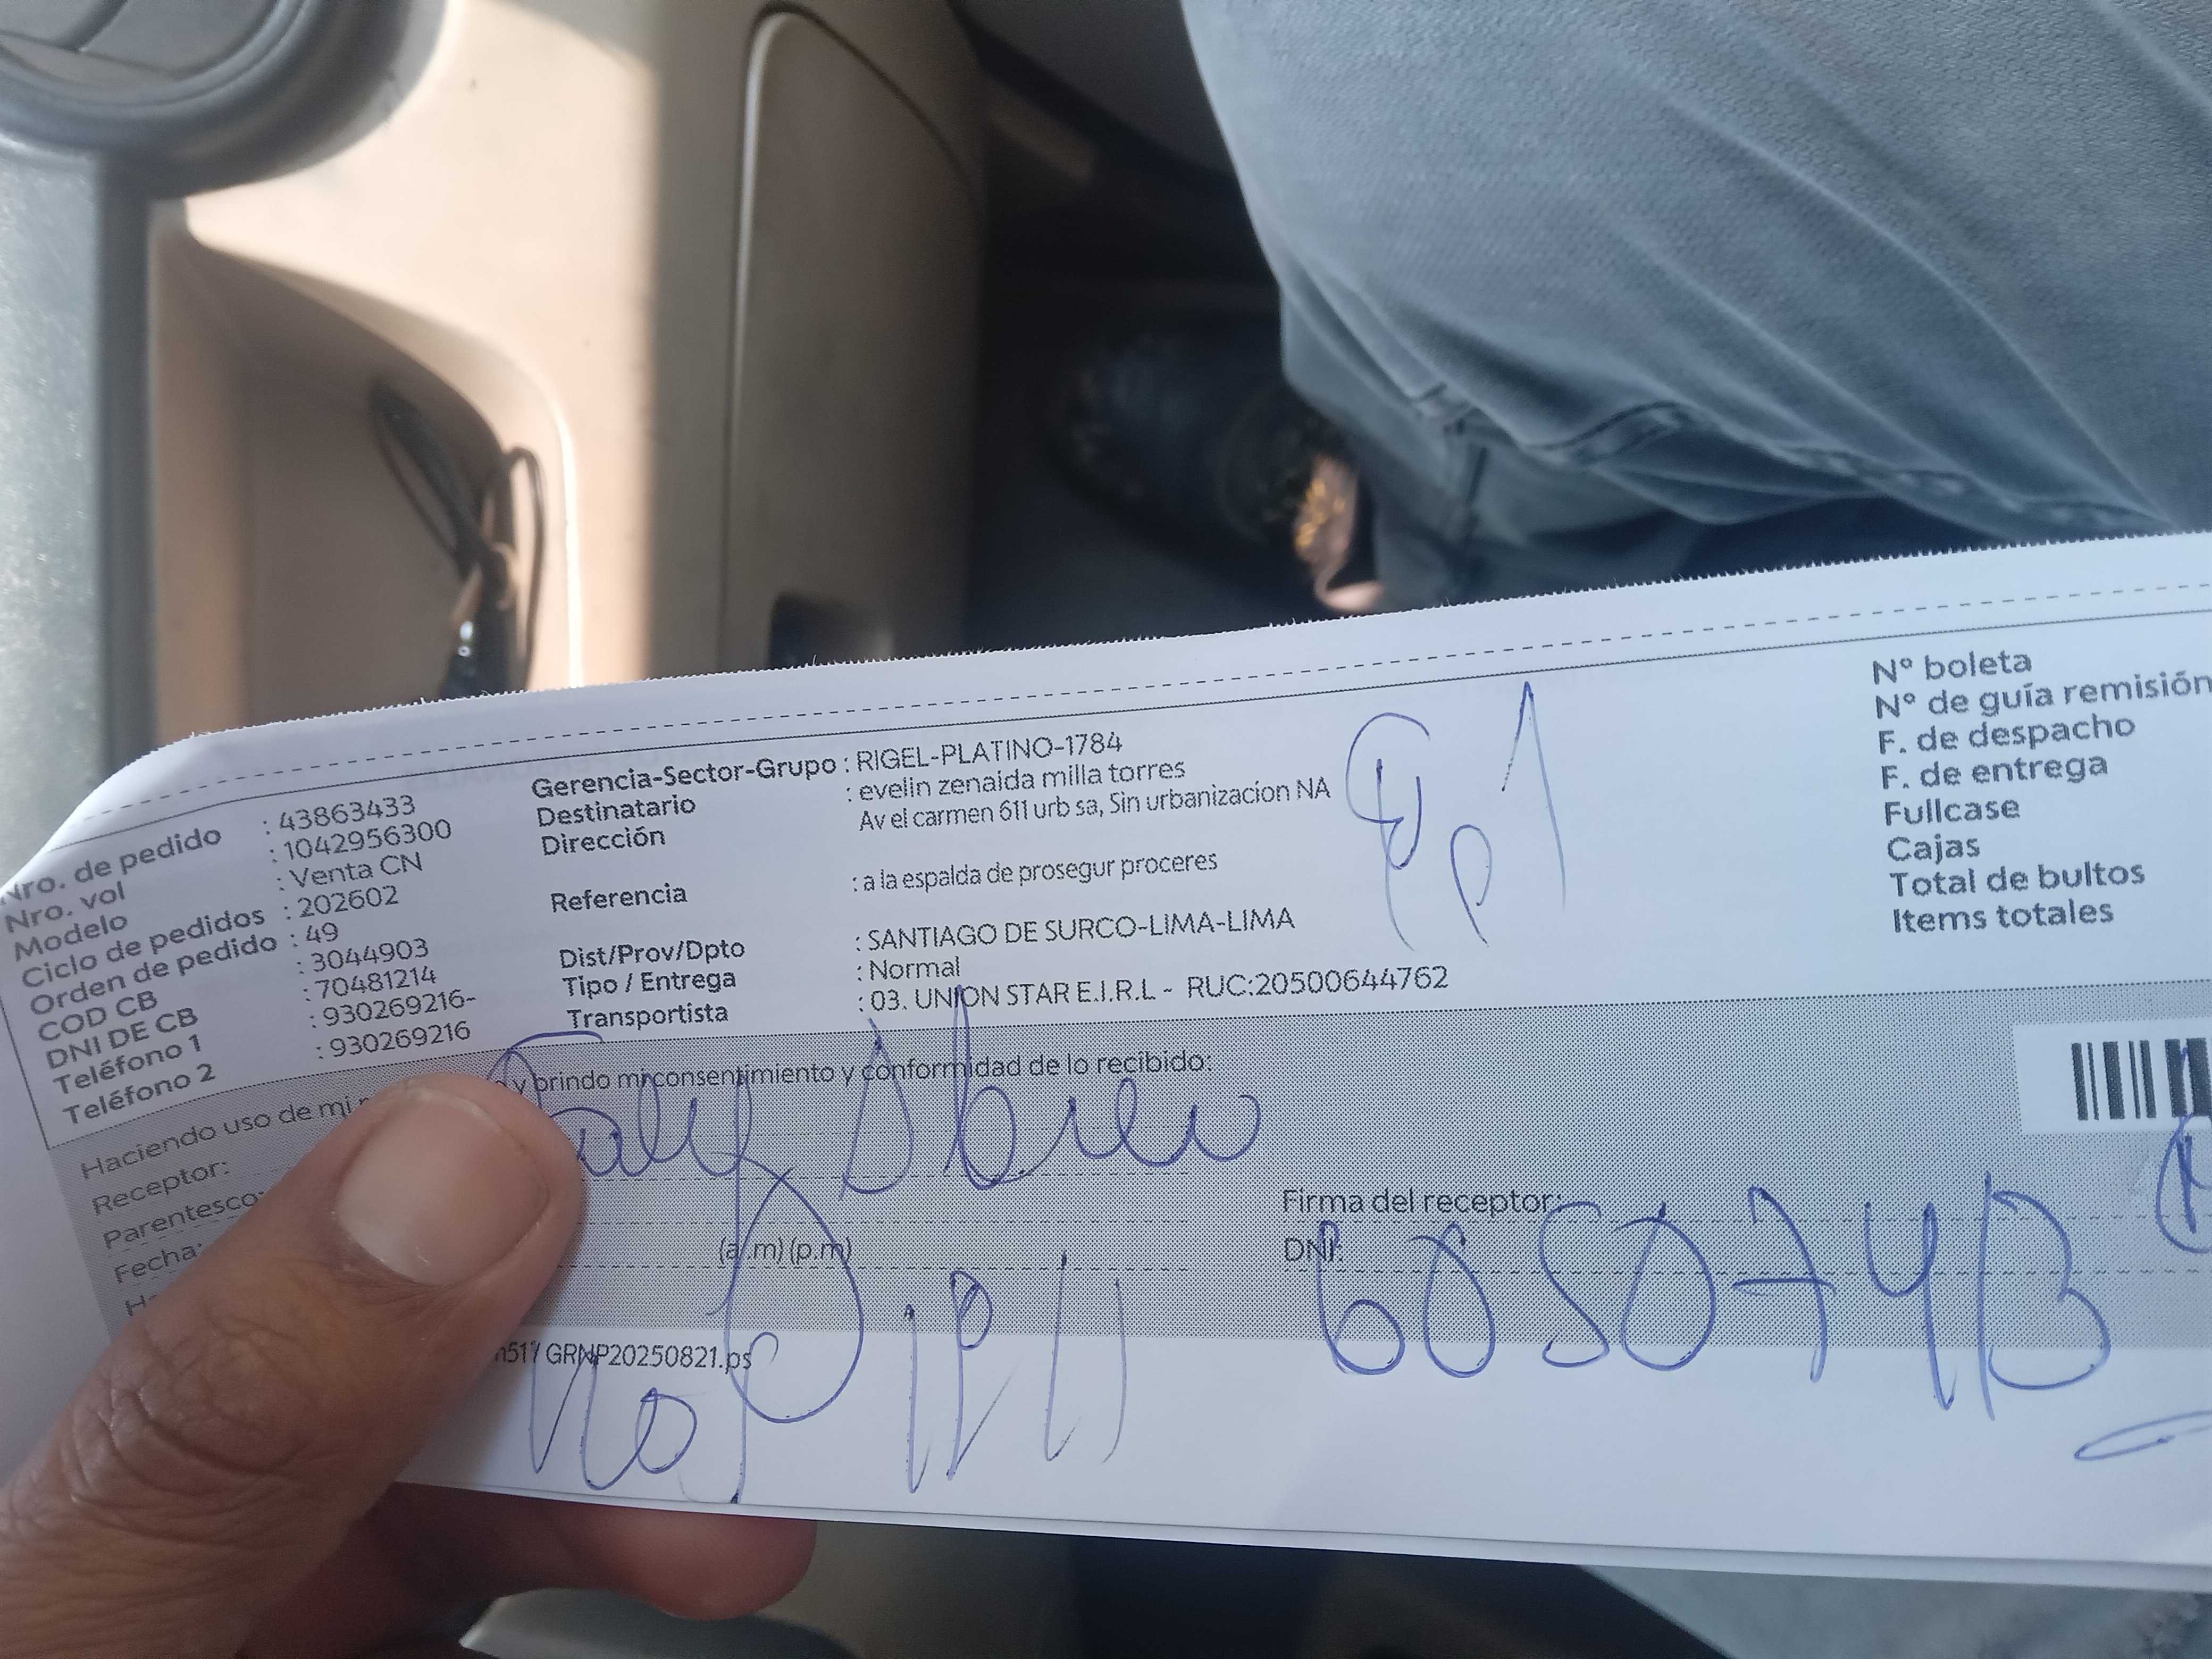 Nro. de pedido : 43863433
Nro. vol : 1042956300
Modelo : Venta CN
Ciclo de pedidos : 202602
Orden de pedido : 49
COD CB : 3044903
DNI DE CB : 70481214
Teléfono 1 : 930269216-
Teléfono 2 : 930269216
Gerencia-Sector-Grupo : RIGEL-PLATINO-1784
Destinatario : evelin zenaida milla torres
Dirección Av el carmen 611 urb sa, Sin urbanizacion NA
Referencia : a la espalda de prosegur proceres
Dist/Prov/Dpto : SANTIAGO DE SURCO-LIMA-LIMA
Tipo / Entrega : Normal
Transportista : 03. UNION STAR E.I.R.L - RUC:20500644762
N° boleta
N° de guía remisión
F. de despacho
F. de entrega
Fullcase
Cajas
Total de bultos
Items totales
Haciendo uso de mi y brindo mi consentimiento y conformidad de lo recibido:
Receptor:
Parentesco:
Fecha:
(a.m) (p.m)
Firma del receptor:
DNI:
GRNP20250821.ps